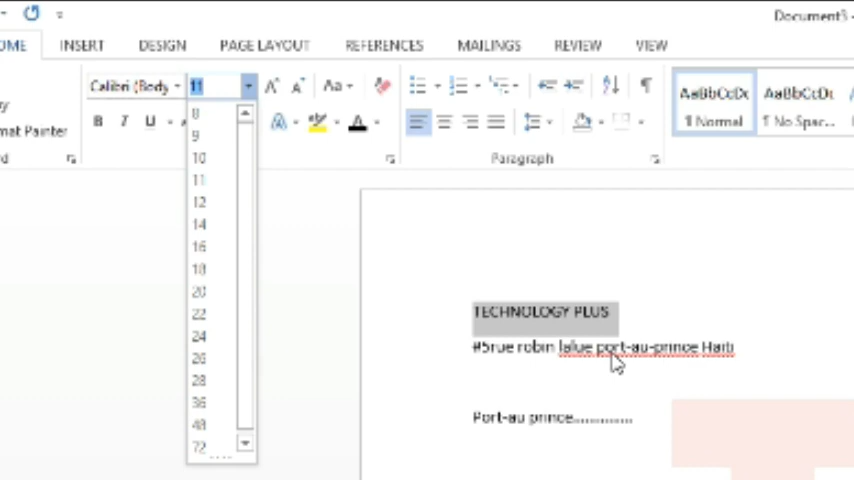 Document3 -
OME INSERT DESIGN PAGE LAYOUT REFERENCES MAILINGS REVIEW VIEW
Calibri (Body 11 Aa AaBbCcDc AaBbCcDc
mat Painter B I U A ¶ Normal ¶ No Spac...
Paragraph
8
9
10
11
12
14
16
18
20
22
24
26
28
36
48
72
TECHNOLOGY PLUS
#5rue robin lalue port-au-prince Haiti
Port-au prince..............